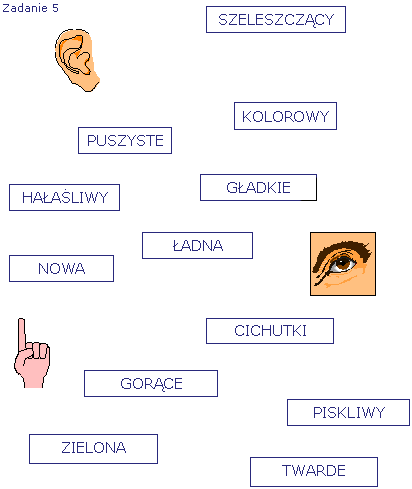 Zadanie 5
SZELESZCZĄCY
KOLOROWY
PUSZYSTE
GŁADKIE
HAŁAŚLIWY
ŁADNA
NOWA
CICHUTKI
GORĄCE
PISKLIWY
ZIELONA
TWARDE